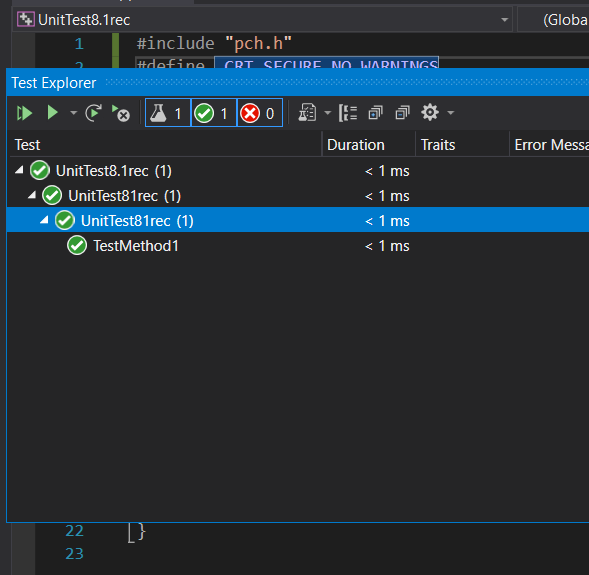 UnitTest8.1rec
(Globa
1 #include "pch.h"
2 #define _CRT_SECURE_NO_WARNINGS
Test Explorer
1 1 0
Test Duration Traits Error Messa
UnitTest8.1rec (1) < 1 ms
UnitTest81rec (1) < 1 ms
UnitTest81rec (1) < 1 ms
TestMethod1 < 1 ms
22 }
23